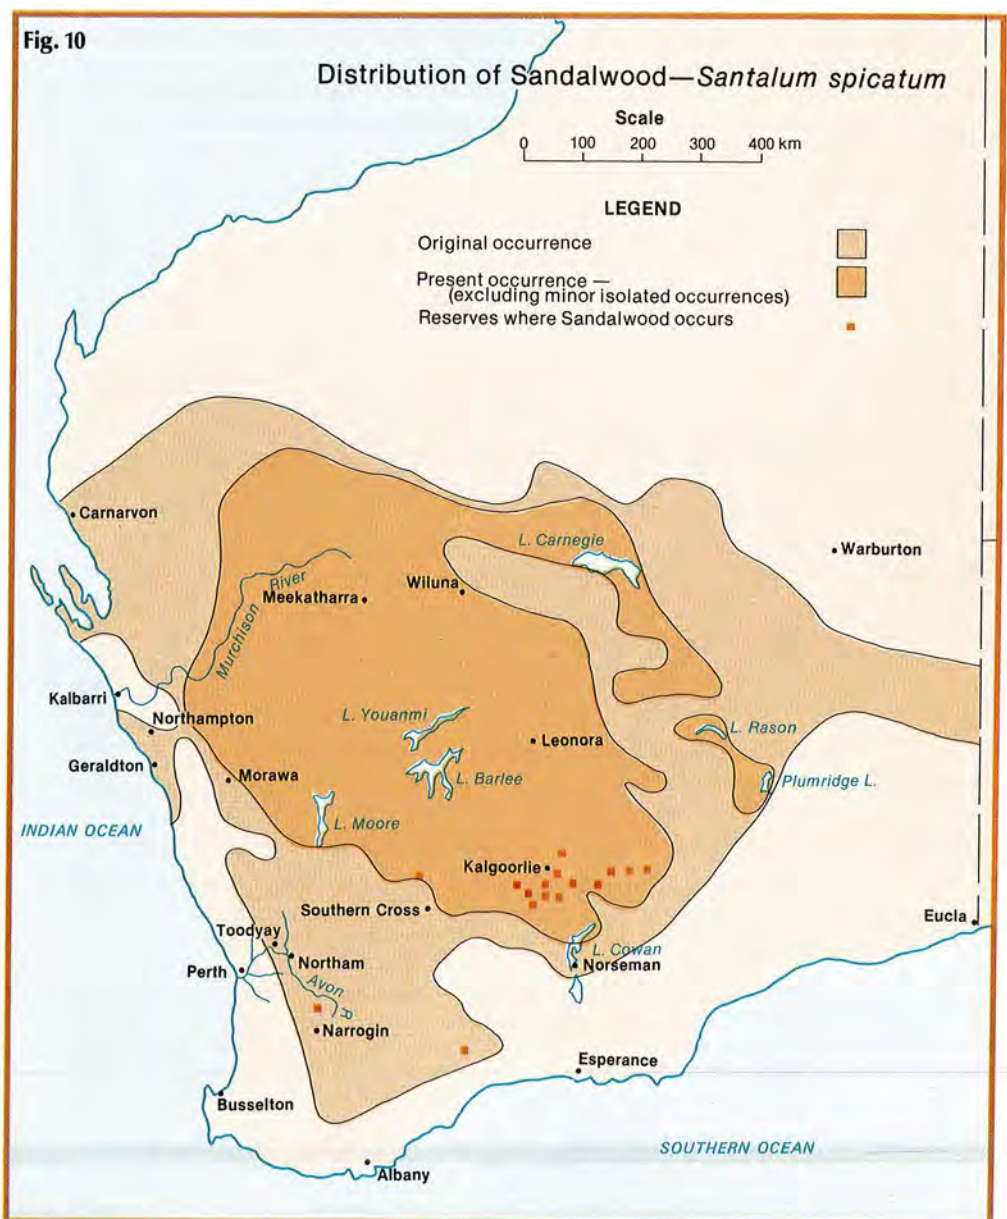 Fig. 10
Distribution of Sandalwood—Santalum spicatum
Scale
0 100 200 300 400 km
LEGEND
Original occurrence
Present occurrence —
(excluding minor isolated occurrences)
Reserves where Sandalwood occurs
Carnarvon
L. Carnegie
Warburton
Wiluna
Meekatharra
Murchison River
Kalbarri
Northampton
L. Youanmi
Leonora
L. Rason
Geraldton
Morawa
L. Barlee
Plumridge L.
L. Moore
INDIAN OCEAN
Kalgoorlie
Southern Cross
Eucla
Toodyay
L. Cowan
Perth
Northam
Norseman
Avon R
Narrogin
Esperance
Busselton
SOUTHERN OCEAN
Albany